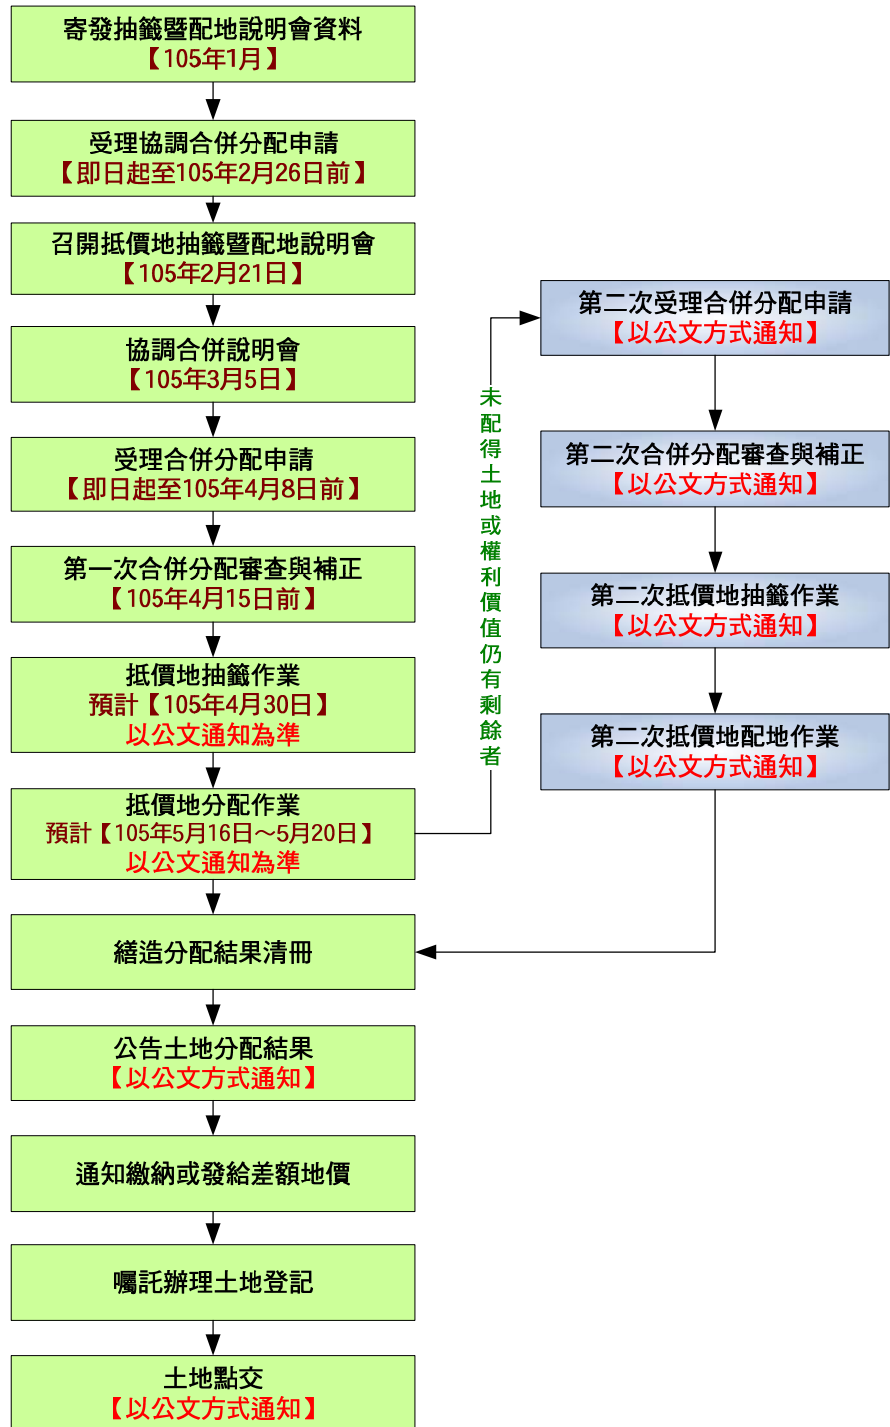 寄發抽籤暨配地說明會資料
【105年1月】
受理協調合併分配申請
【即日起至105年2月26日前】
召開抵價地抽籤暨配地說明會
【105年2月21日】
協調合併說明會
【105年3月5日】
受理合併分配申請
【即日起至105年4月8日前】
第一次合併分配審查與補正
【105年4月15日前】
抵價地抽籤作業
預計【105年4月30日】
以公文通知為準
抵價地分配作業
預計【105年5月16日～5月20日】
以公文通知為準
未配得土地或權利價值仍有剩餘者
第二次受理合併分配申請
【以公文方式通知】
第二次合併分配審查與補正
【以公文方式通知】
第二次抵價地抽籤作業
【以公文方式通知】
第二次抵價地配地作業
【以公文方式通知】
繕造分配結果清冊
公告土地分配結果
【以公文方式通知】
通知繳納或發給差額地價
囑託辦理土地登記
土地點交
【以公文方式通知】